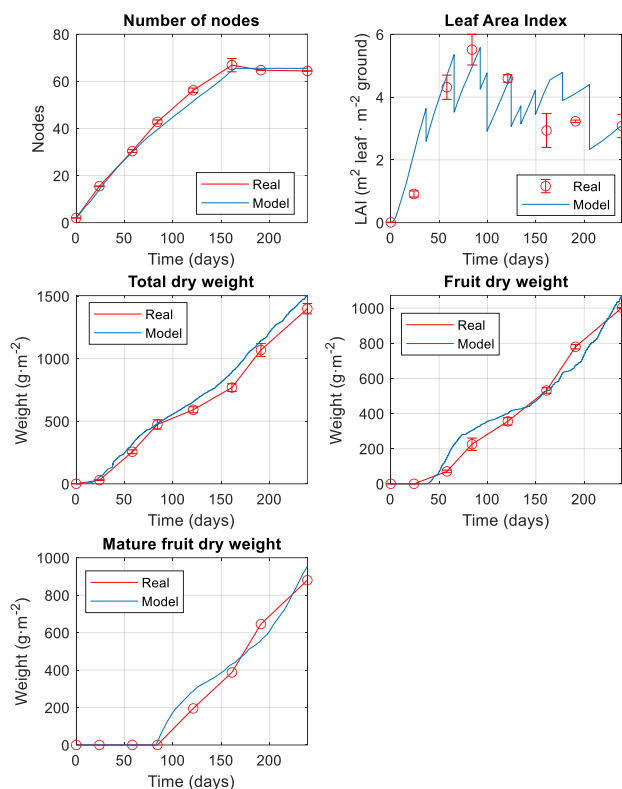 Number of nodes
Nodes
60
80
40
20
0
Real
Model
0
50
100
150
200
Time (days)
Leaf Area Index
LAI (m² leaf · m⁻² ground)
6
4
2
0
Real
Model
0
50
100
150
200
Time (days)
Total dry weight
Weight (g·m⁻²)
1500
1000
500
0
Real
Model
0
50
100
150
200
Time (days)
Fruit dry weight
Weight (g·m⁻²)
1000
800
600
400
200
0
Real
Model
0
50
100
150
200
Time (days)
Mature fruit dry weight
Weight (g·m⁻²)
1000
800
600
400
200
0
Real
Model
0
50
100
150
200
Time (days)